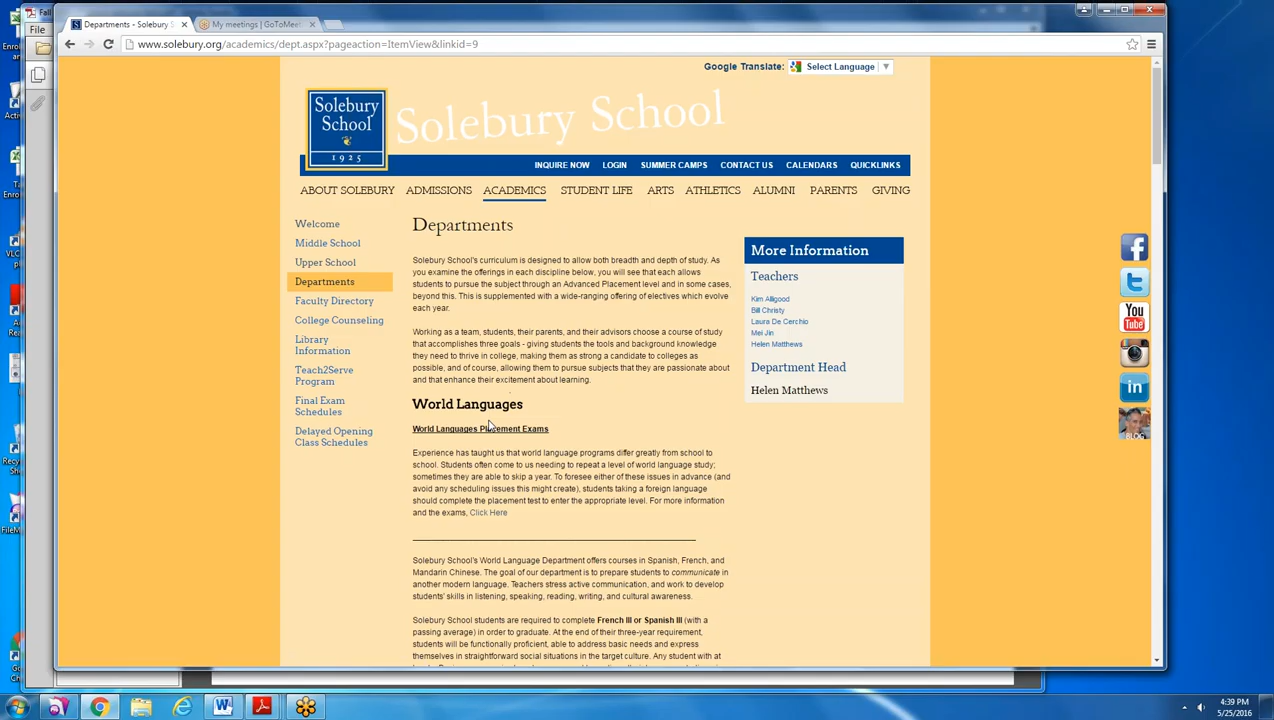 Fall
Departments - Solebury S
My meetings | GoToMeet
File
www.solebury.org/academics/dept.aspx?pageaction=ItemView&linkid=9
Google Translate: Select Language
Solebury
School
1925
Solebury School
INQUIRE NOW LOGIN SUMMER CAMPS CONTACT US CALENDARS QUICKLINKS
ABOUT SOLEBURY ADMISSIONS ACADEMICS STUDENT LIFE ARTS ATHLETICS ALUMNI PARENTS GIVING
Welcome
Middle School
Upper School
Departments
Faculty Directory
College Counseling
Library
Information
Teach2Serve
Program
Final Exam
Schedules
Delayed Opening
Class Schedules
Departments
Solebury School's curriculum is designed to allow both breadth and depth of study. As
you examine the offerings in each discipline below, you will see that each allows
students to pursue the subject through an Advanced Placement level and in some cases,
beyond this. This is supplemented with a wide-ranging offering of electives which evolve
each year.
Working as a team, students, their parents, and their advisors choose a course of study
that accomplishes three goals - giving students the tools and background knowledge
they need to thrive in college, making them as strong a candidate to colleges as
possible, and of course, allowing them to pursue subjects that they are passionate about
and that enhance their excitement about learning.
World Languages
World Languages Placement Exams
Experience has taught us that world language programs differ greatly from school to
school. Students often come to us needing to repeat a level of world language study;
sometimes they are able to skip a year. To foresee either of these issues in advance (and
avoid any scheduling issues this might create), students taking a foreign language
should complete the placement test to enter the appropriate level. For more information
and the exams, Click Here
Solebury School's World Language Department offers courses in Spanish, French, and
Mandarin Chinese. The goal of our department is to prepare students to communicate in
another modern language. Teachers stress active communication, and work to develop
students' skills in listening, speaking, reading, writing, and cultural awareness.
Solebury School students are required to complete French III or Spanish III (with a
passing average) in order to graduate. At the end of their three-year requirement,
students will be functionally proficient, able to address basic needs and express
themselves in straightforward social situations in the target culture. Any student with at
More Information
Teachers
Kim Alligood
Bill Christy
Laura De Cerchio
Mei Jin
Helen Matthews
Department Head
Helen Matthews
You
Tube
in
BLOG
4:39 PM
5/25/2016